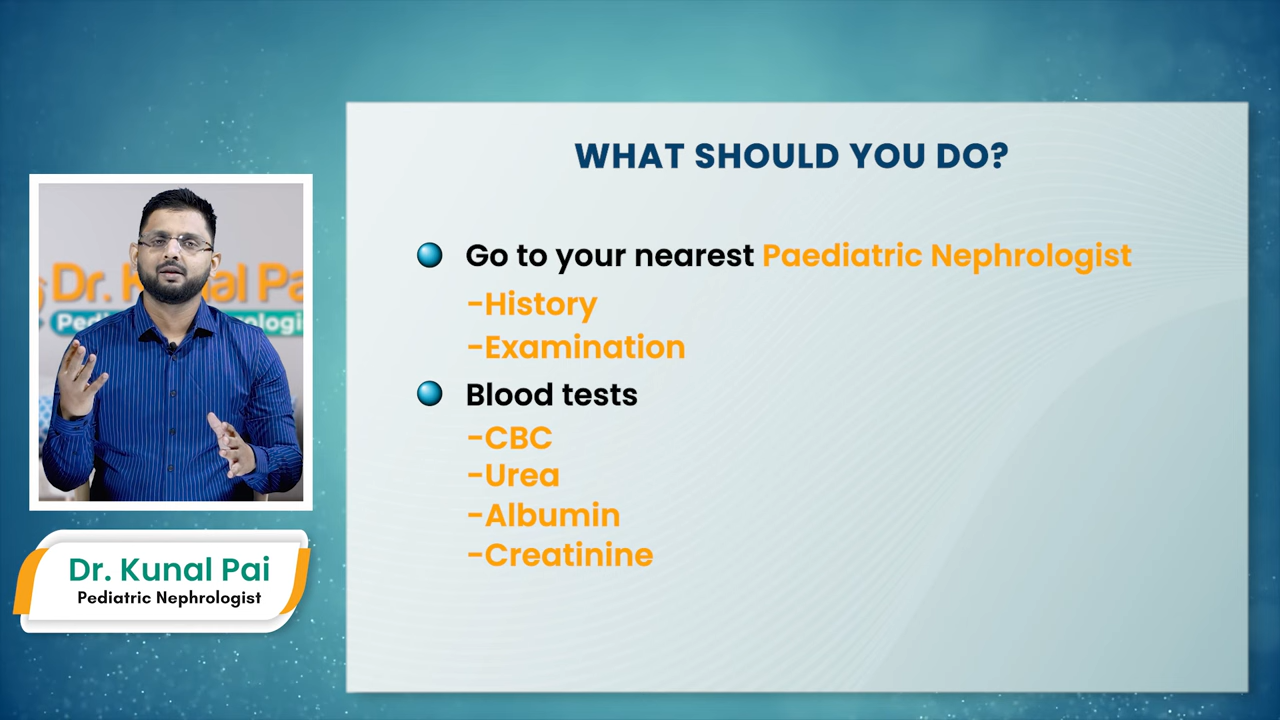 WHAT SHOULD YOU DO?
Go to your nearest Paediatric Nephrologist
-History
-Examination
Blood tests
-CBC
-Urea
-Albumin
-Creatinine
Dr. Kunal Pai
Pediatric Nephrologist